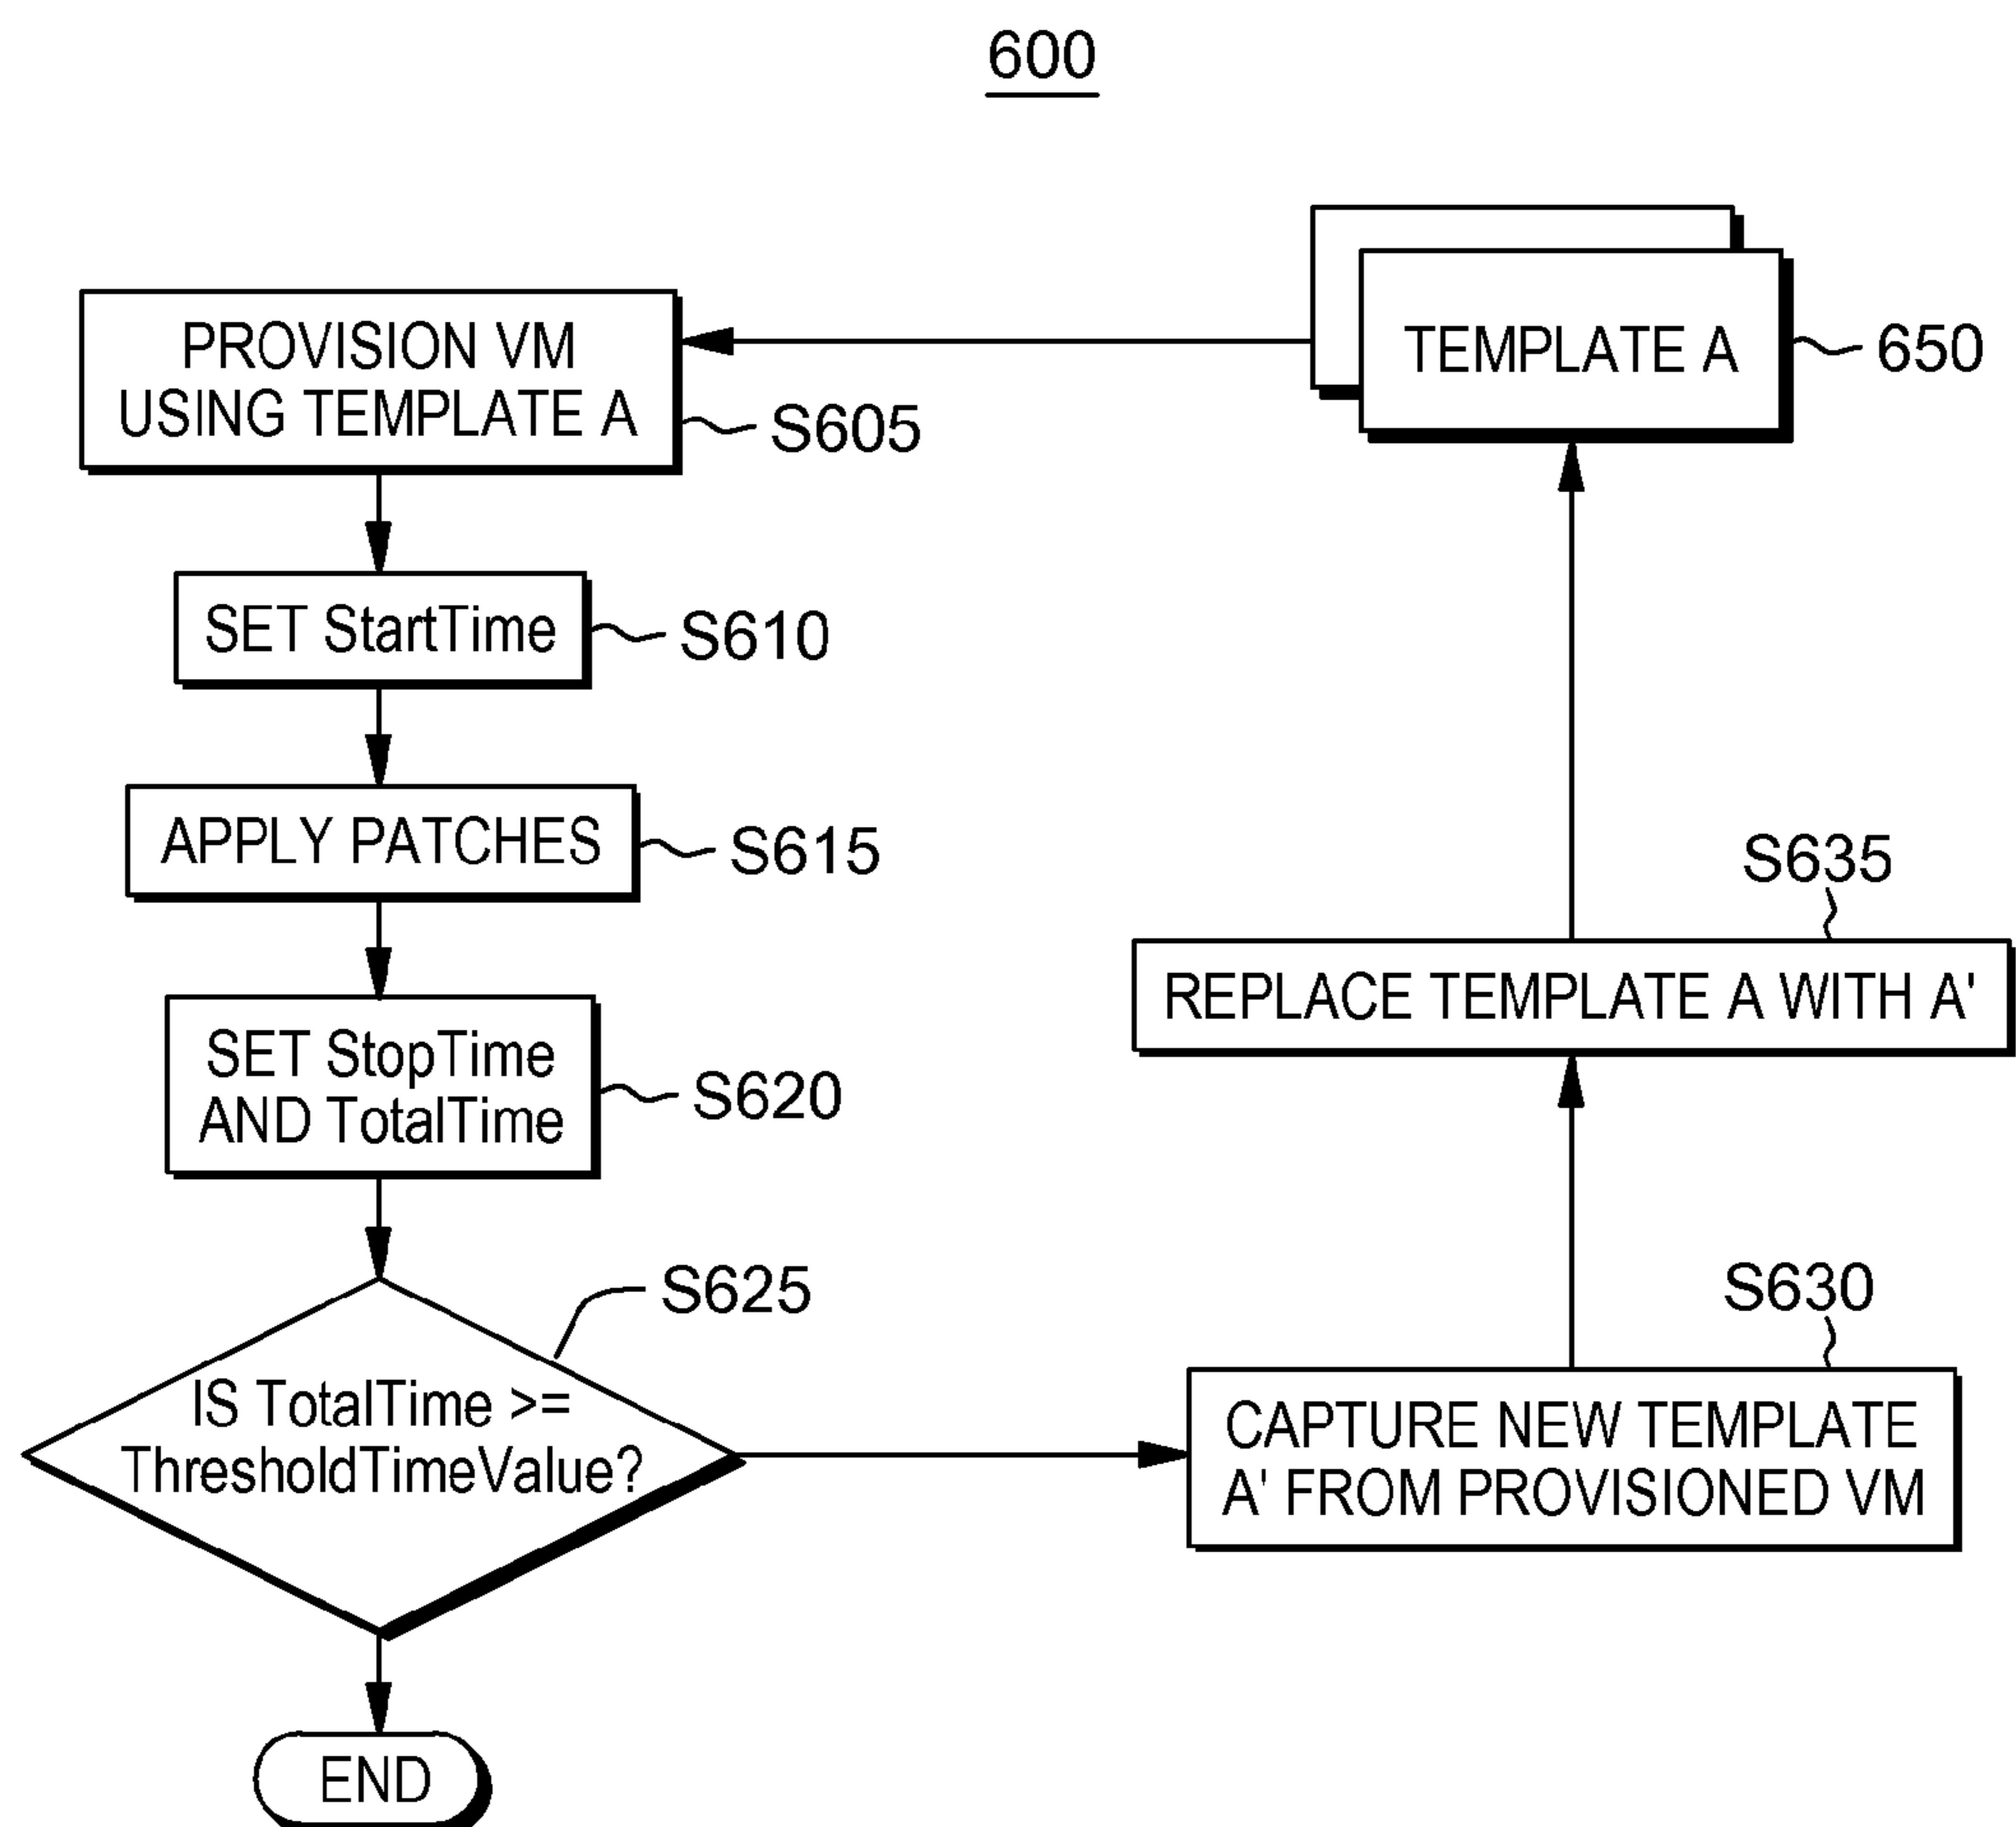 600
PROVISION VM
USING TEMPLATE A
S605
TEMPLATE A
650
SET StartTime
S610
APPLY PATCHES
S615
SET StopTime
AND TotalTime
S620
IS TotalTime >=
ThresholdTimeValue?
S625
END
CAPTURE NEW TEMPLATE
A' FROM PROVISIONED VM
S630
REPLACE TEMPLATE A WITH A'
S635